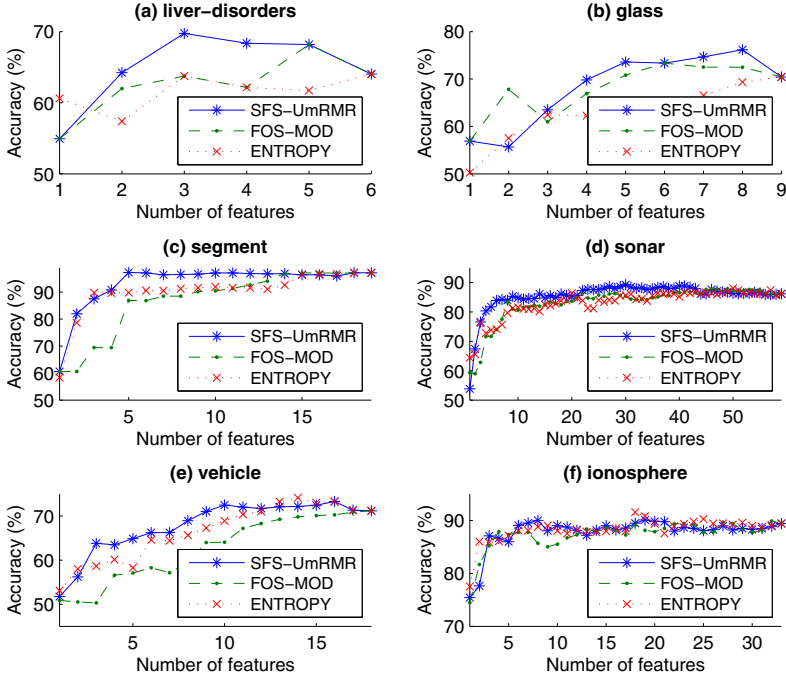 (a) liver–disorders
Accuracy (%)
70
60
50
1 2 3 4 5 6
Number of features
SFS–UmRMR
FOS–MOD
ENTROPY
(b) glass
Accuracy (%)
80
70
60
50
1 2 3 4 5 6 7 8 9
Number of features
SFS–UmRMR
FOS–MOD
ENTROPY
(c) segment
Accuracy (%)
90
80
70
60
50
5 10 15
Number of features
SFS–UmRMR
FOS–MOD
ENTROPY
(d) sonar
Accuracy (%)
90
80
70
60
50
10 20 30 40 50
Number of features
SFS–UmRMR
FOS–MOD
ENTROPY
(e) vehicle
Accuracy (%)
70
60
50
5 10 15
Number of features
SFS–UmRMR
FOS–MOD
ENTROPY
(f) ionosphere
Accuracy (%)
90
80
70
5 10 15 20 25 30
Number of features
SFS–UmRMR
FOS–MOD
ENTROPY